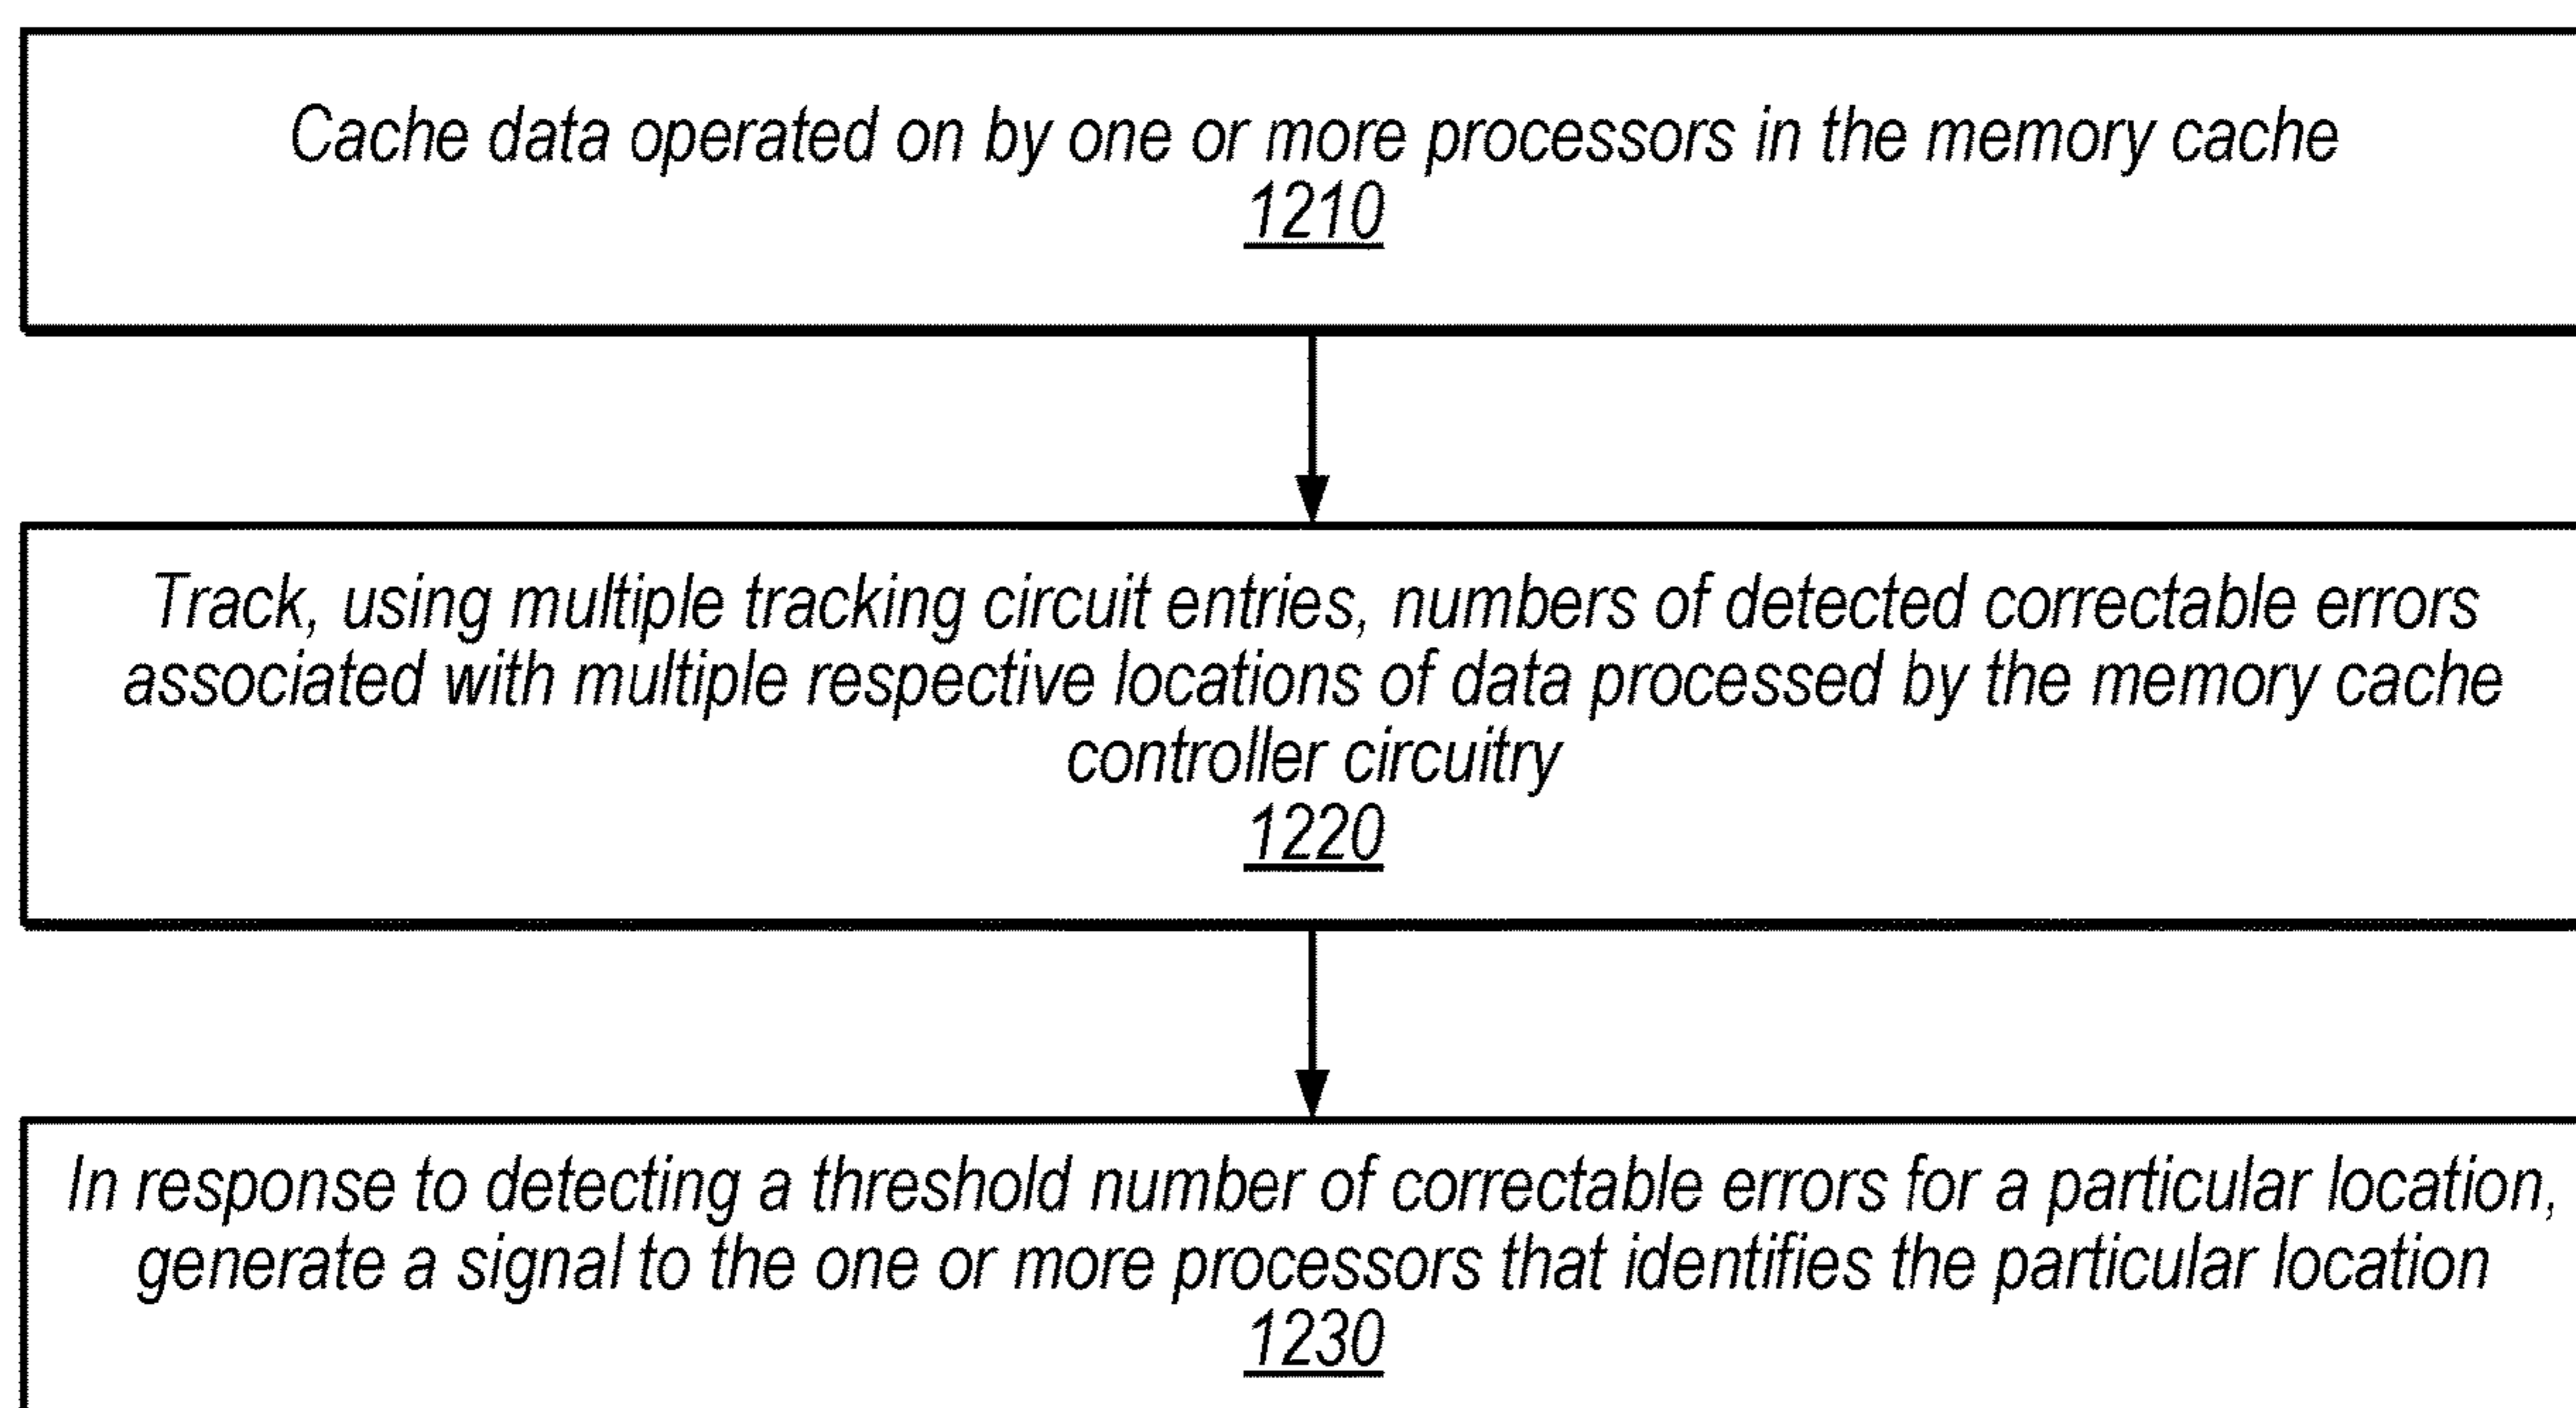 Cache data operated on by one or more processors in the memory cache
1210
Track, using multiple tracking circuit entries, numbers of detected correctable errors
associated with multiple respective locations of data processed by the memory cache
controller circuitry
1220
In response to detecting a threshold number of correctable errors for a particular location,
generate a signal to the one or more processors that identifies the particular location
1230